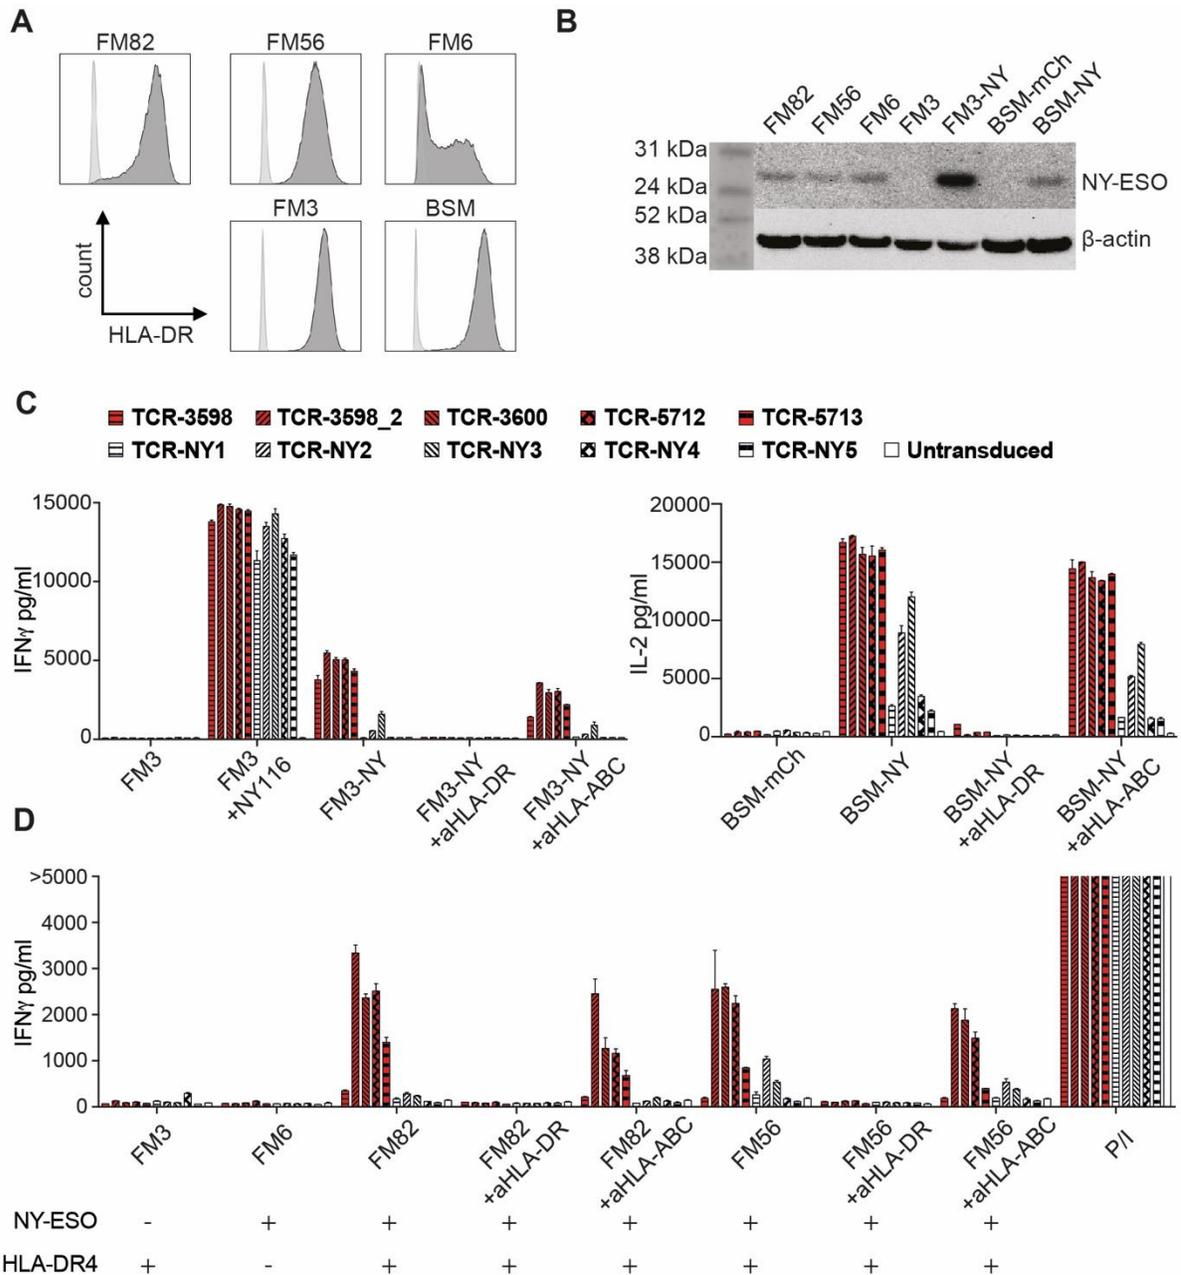 A
FM82
FM56
FM6
FM3
BSM
count
HLA-DR
B
FM82
FM56
FM6
FM3
FM3-NY
BSM-mCh
BSM-NY
31 kDa
24 kDa
52 kDa
38 kDa
NY-ESO
β-actin
C
TCR-3598 TCR-3598_2 TCR-3600 TCR-5712 TCR-5713
TCR-NY1 TCR-NY2 TCR-NY3 TCR-NY4 TCR-NY5 Untransduced
IFNγ pg/ml
15000
10000
5000
0
FM3
FM3
+NY116
FM3-NY
FM3-NY
+aHLA-DR
FM3-NY
+aHLA-ABC
IL-2 pg/ml
20000
15000
10000
5000
0
BSM-mCh
BSM-NY
BSM-NY
+aHLA-DR
BSM-NY
+aHLA-ABC
D
IFNγ pg/ml
>5000
4000
3000
2000
1000
0
FM3
FM6
FM82
FM82
+aHLA-DR
FM82
+aHLA-ABC
FM56
FM56
+aHLA-DR
FM56
+aHLA-ABC
P/I
NY-ESO - + + + + + + +
HLA-DR4 + - + + + + + +